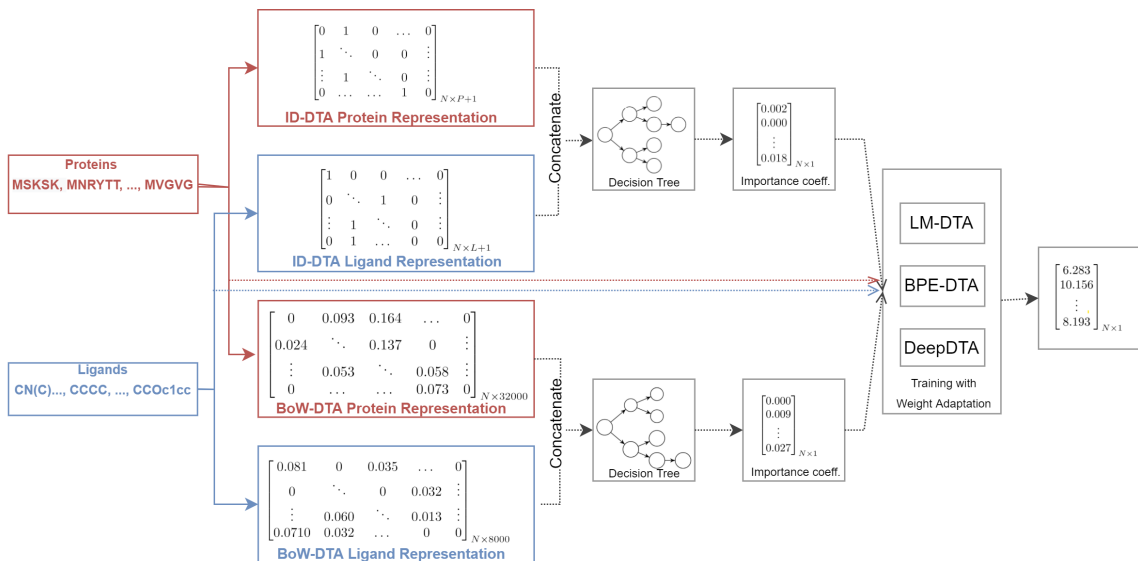 Proteins
MSKSK, MNRYTT, ..., MVGVG
Ligands
CN(C)..., CCCC, ..., CCOc1cc
0 1 0 … 0
1 ⋱ 0 0 ⋮
⋮ 1 ⋱ 0 ⋮
0 … … 1 0
N×P+1
ID-DTA Protein Representation
1 0 0 … 0
0 ⋱ 1 0 ⋮
⋮ 1 ⋱ 0 ⋮
0 1 … 0 0
N×L+1
ID-DTA Ligand Representation
0 0.093 0.164 … 0
0.024 ⋱ 0.137 0 ⋮
⋮ 0.053 ⋱ 0.058 ⋮
0 … … 0.073 0
N×32000
BoW-DTA Protein Representation
0.081 0 0.035 … 0
0 ⋱ 0 0.032 ⋮
⋮ 0.060 ⋱ 0.013 ⋮
0.0710 0.032 … 0 0
N×8000
BoW-DTA Ligand Representation
Concatenate
Decision Tree
0.002
0.000
⋮
0.018
N×1
Importance coeff.
Concatenate
Decision Tree
0.000
0.009
⋮
0.027
N×1
Importance coeff.
LM-DTA
BPE-DTA
DeepDTA
Training with
Weight Adaptation
6.283
10.156
⋮
8.193
N×1